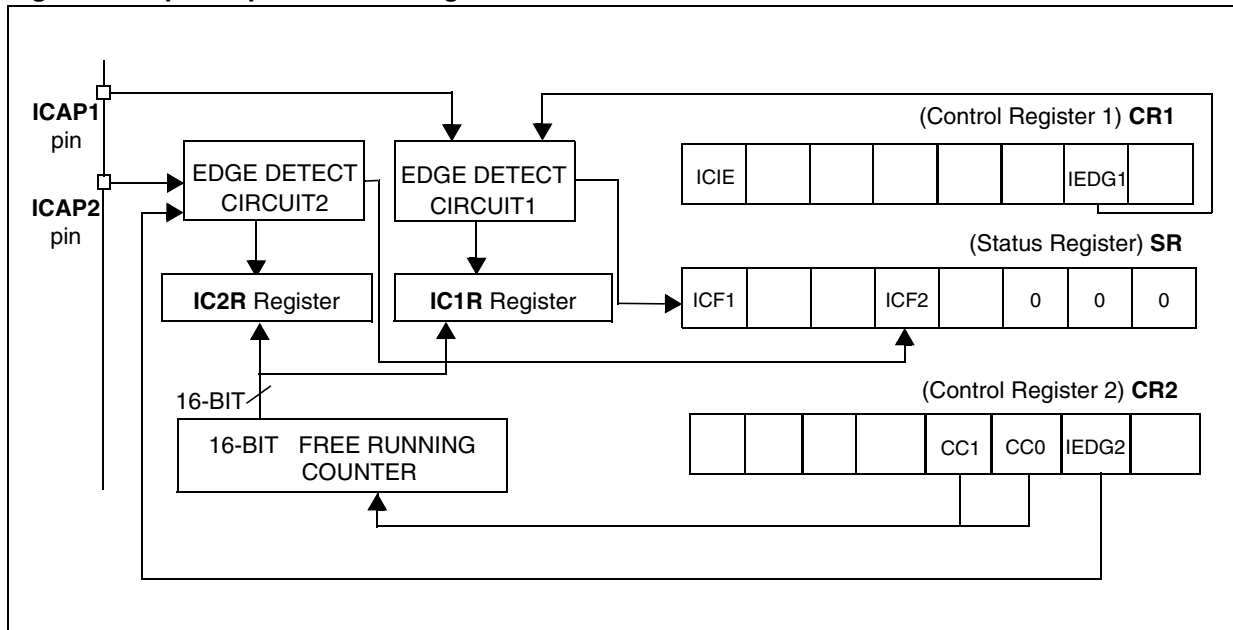 ICAP1
pin
ICAP2
pin
EDGE DETECT
CIRCUIT2
EDGE DETECT
CIRCUIT1
IC2R Register
IC1R Register
16-BIT
16-BIT FREE RUNNING
COUNTER
(Control Register 1) CR1
ICIE IEDG1
(Status Register) SR
ICF1 ICF2 0 0 0
(Control Register 2) CR2
CC1 CC0 IEDG2